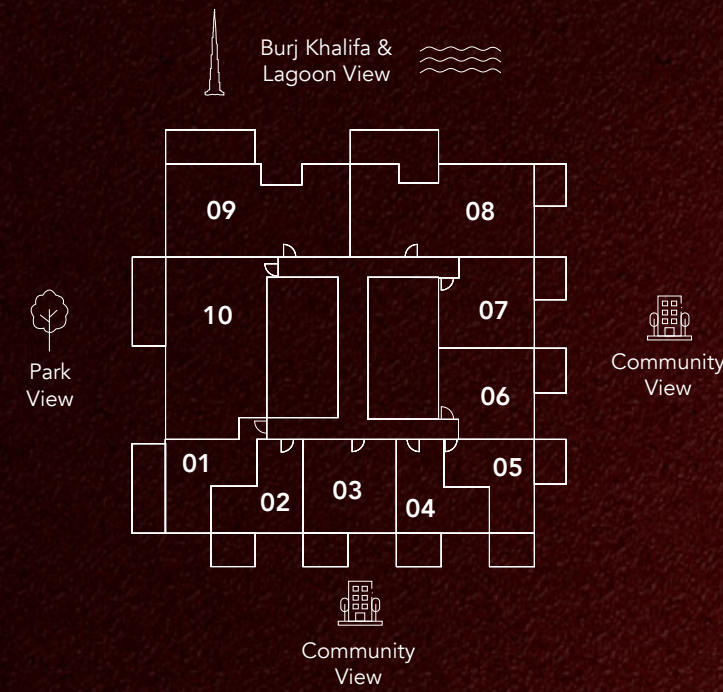 Burj Khalifa &
Lagoon View
09
08
10
07
Park
View
Community
View
06
01
05
02
03
04
Community
View